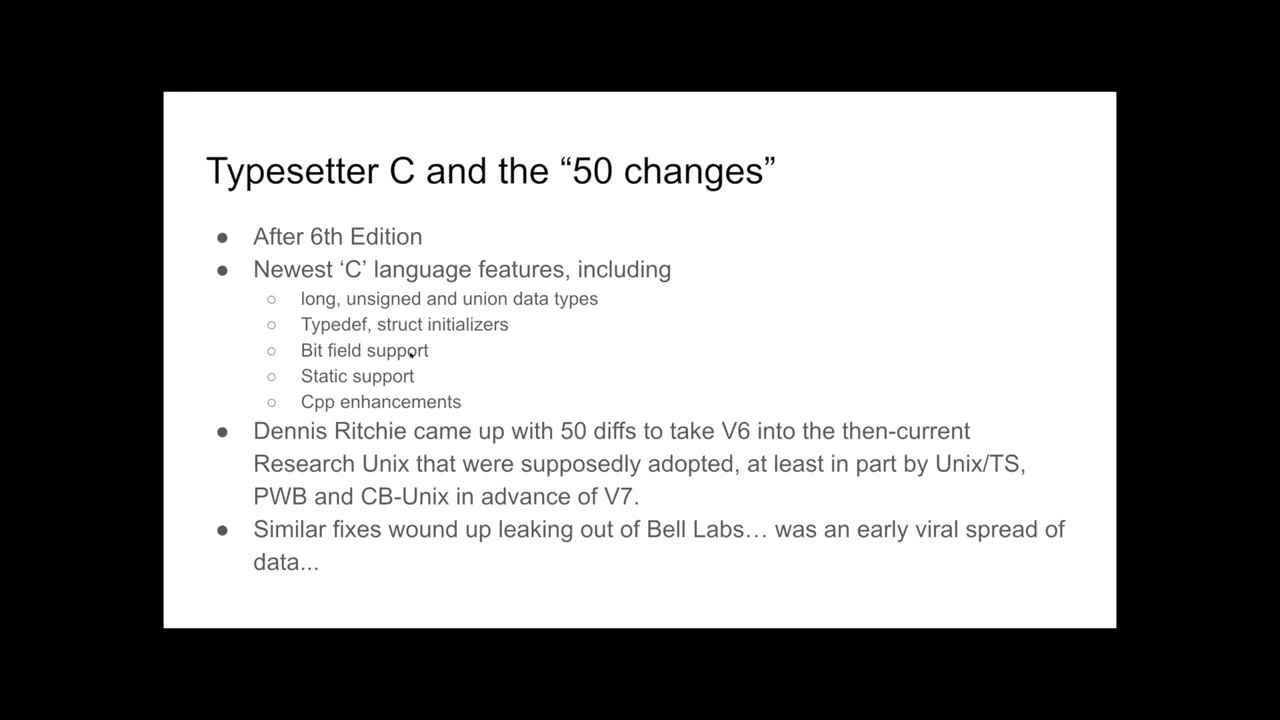 Typesetter C and the “50 changes”
● After 6th Edition
● Newest ‘C’ language features, including
○ long, unsigned and union data types
○ Typedef, struct initializers
○ Bit field support
○ Static support
○ Cpp enhancements
● Dennis Ritchie came up with 50 diffs to take V6 into the then-current
Research Unix that were supposedly adopted, at least in part by Unix/TS,
PWB and CB-Unix in advance of V7.
● Similar fixes wound up leaking out of Bell Labs… was an early viral spread of
data...